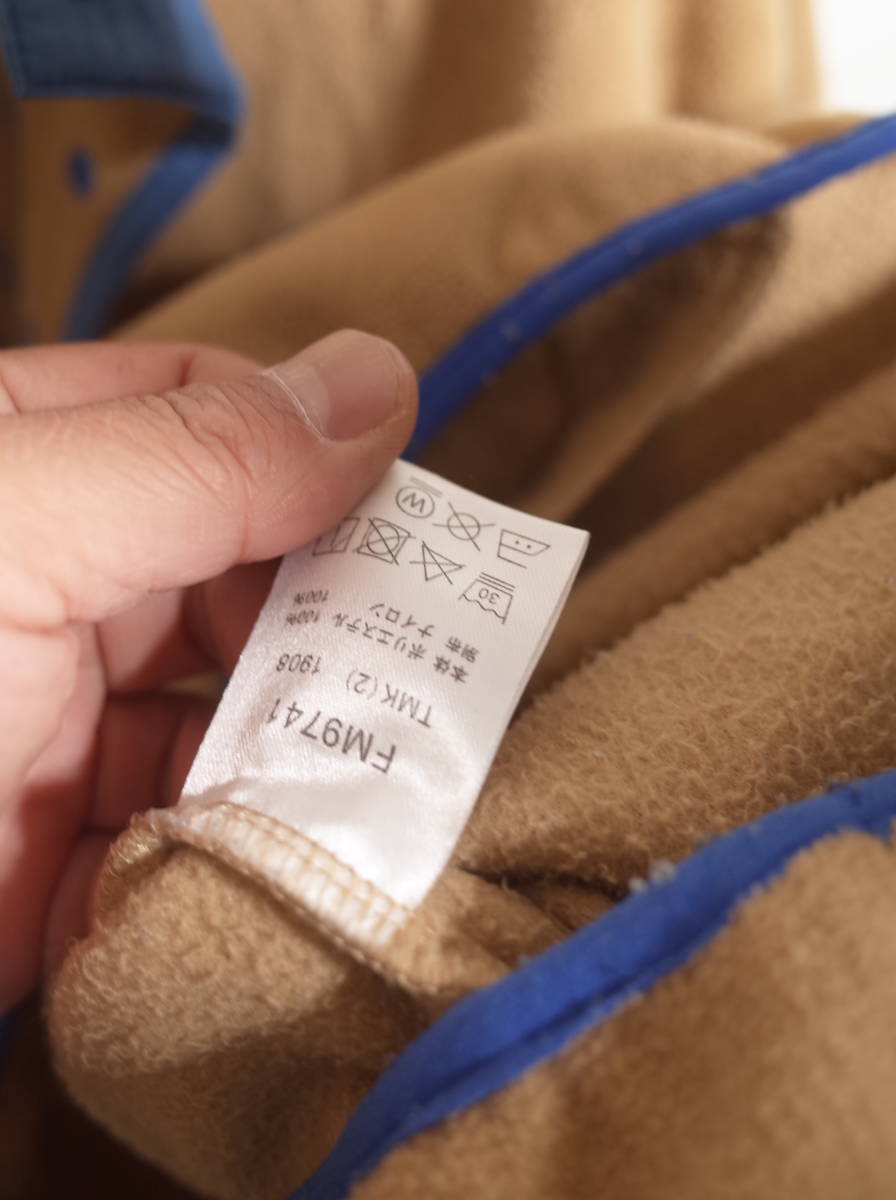 FM9741
TMK(2) 1908
本体 ポリエステル 100%
別布 ナイロン 100%
30
W